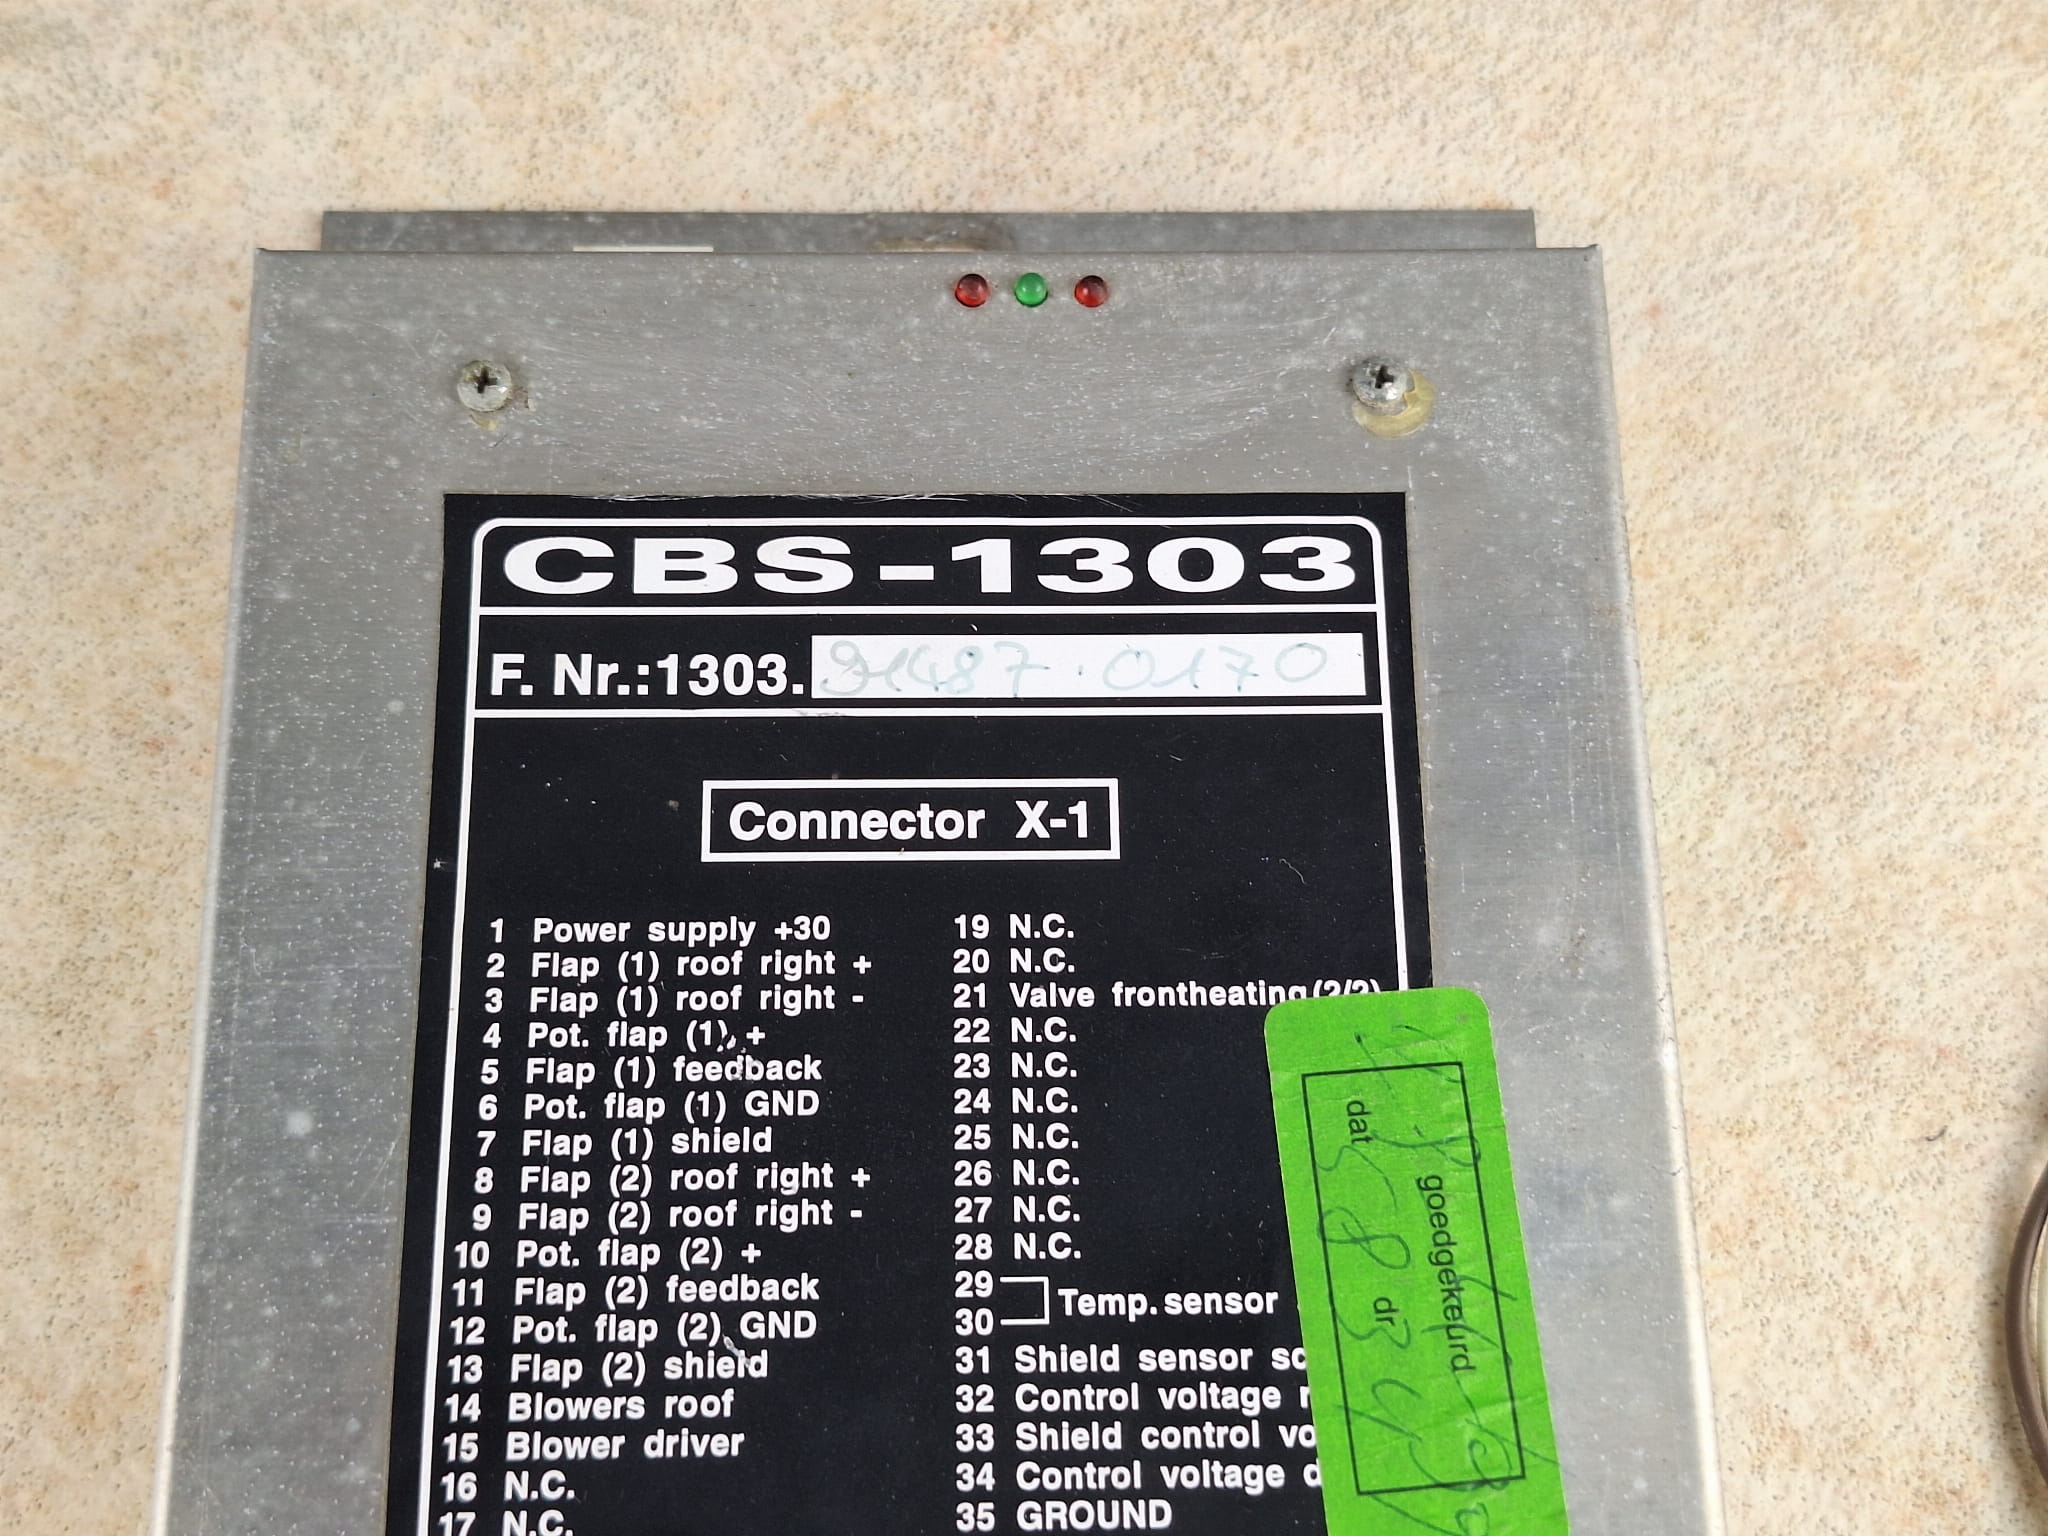 CBS-1303
F. Nr.:1303. 91487.0170
Connector X-1
1 Power supply +30
2 Flap (1) roof right +
3 Flap (1) roof right -
4 Pot. flap (1) +
5 Flap (1) feedback
6 Pot. flap (1) GND
7 Flap (1) shield
8 Flap (2) roof right +
9 Flap (2) roof right -
10 Pot. flap (2) +
11 Flap (2) feedback
12 Pot. flap (2) GND
13 Flap (2) shield
14 Blowers roof
15 Blower driver
16 N.C.
17 N.C.
19 N.C.
20 N.C.
21 Valve frontheating (2/2)
22 N.C.
23 N.C.
24 N.C.
25 N.C.
26 N.C.
27 N.C.
28 N.C.
29
30 Temp. sensor
31 Shield sensor
32 Control voltage
33 Shield control
34 Control voltage
35 GROUND
goedgekeurd
dat dr